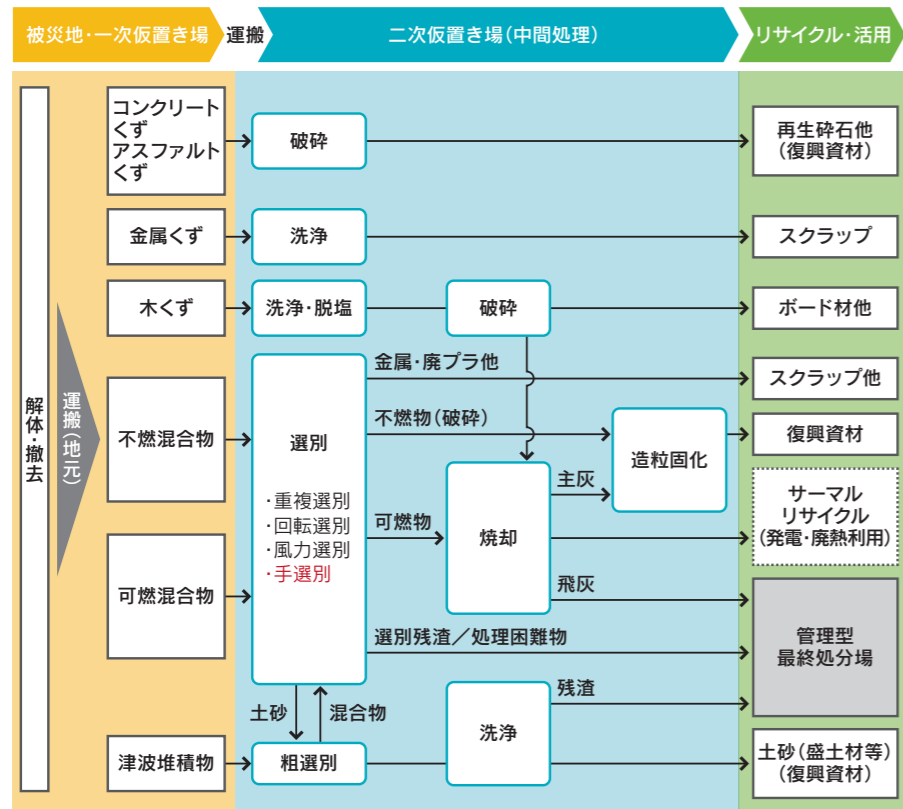 被災地・一次仮置き場
運搬
二次仮置き場(中間処理)
リサイクル・活用
解体・撤去
運搬(地元)
コンクリート
くず
アスファルト
くず
破砕
再生砕石他
(復興資材)
金属くず
洗浄
スクラップ
木くず
洗浄・脱塩
破砕
ボード材他
不燃混合物
可燃混合物
選別
・重複選別
・回転選別
・風力選別
・手選別
金属・廃プラ他
スクラップ他
不燃物(破砕)
造粒固化
復興資材
可燃物
焼却
主灰
サーマル
リサイクル
(発電・廃熱利用)
飛灰
選別残渣／処理困難物
管理型
最終処分場
土砂
混合物
津波堆積物
粗選別
洗浄
残渣
土砂(盛土材等)
(復興資材)